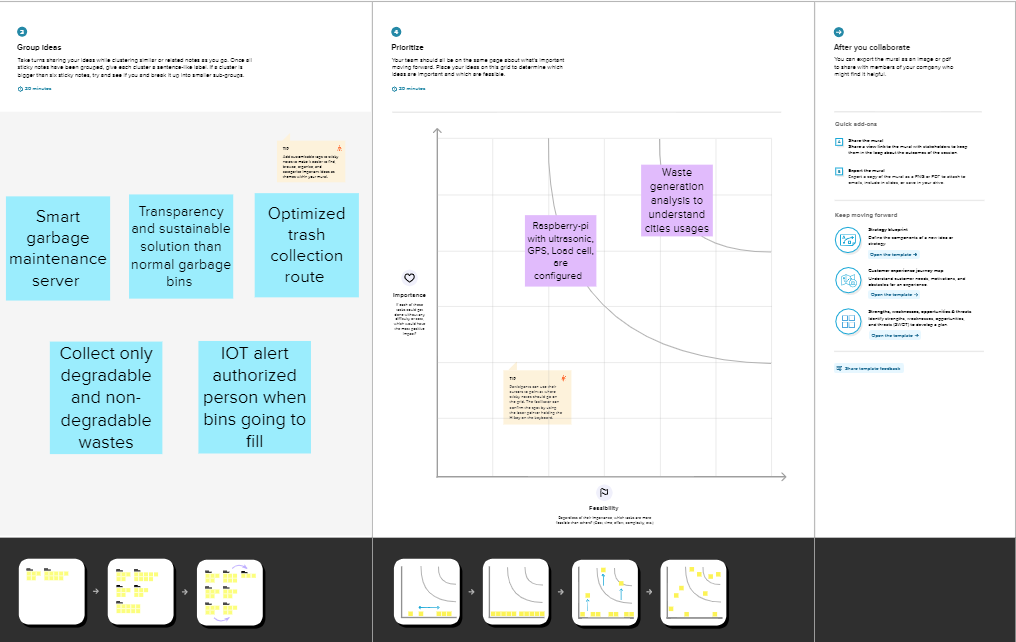 3
Group ideas
Take turns sharing your ideas while clustering similar or related notes as you go. Once all
sticky notes have been grouped, give each cluster a sentence-like label. If a cluster is
bigger than six sticky notes, try and see if you and break it up into smaller sub-groups.
20 minutes
TIP
Add customizable tags to sticky
notes to make it easier to find,
browse, organize, and
categorize important ideas as
themes within your mural.
Smart
garbage
maintenance
server
Transparency
and sustainable
solution than
normal garbage
bins
Optimized
trash
collection
route
Collect only
degradable
and non-
degradable
wastes
IOT alert
authorized
person when
bins going to
fill
4
Prioritize
Your team should all be on the same page about what's important
moving forward. Place your ideas on this grid to determine which
ideas are important and which are feasible.
20 minutes
Waste
generation
analysis to
understand
cities usages
Raspberry-pi
with ultrasonic,
GPS, Load cell,
are
configured
Importance
If each of these
tasks could get
done without any
difficulty or cost,
which would have
the most positive
impact?
TIP
Participants can use their
cursors to point at where
sticky notes should go on
the grid. The facilitator can
confirm the spot by using
the laser pointer holding the
H key on the keyboard.
Feasibility
Regardless of their importance, which tasks are more
feasible than others? (Cost, time, effort, complexity, etc.)
After you collaborate
You can export the mural as an image or pdf
to share with members of your company who
might find it helpful.
Quick add-ons
Share the mural
Share a view link to the mural with stakeholders to keep
them in the loop about the outcomes of the session.
Export the mural
Export a copy of the mural as a PNG or PDF to attach to
emails, include in slides, or save in your drive.
Keep moving forward
Strategy blueprint
Define the components of a new idea or
strategy.
Open the template
Customer experience journey map
Understand customer needs, motivations, and
obstacles for an experience.
Open the template
Strengths, weaknesses, opportunities & threats
Identify strengths, weaknesses, opportunities,
and threats (SWOT) to develop a plan.
Open the template
Share template feedback